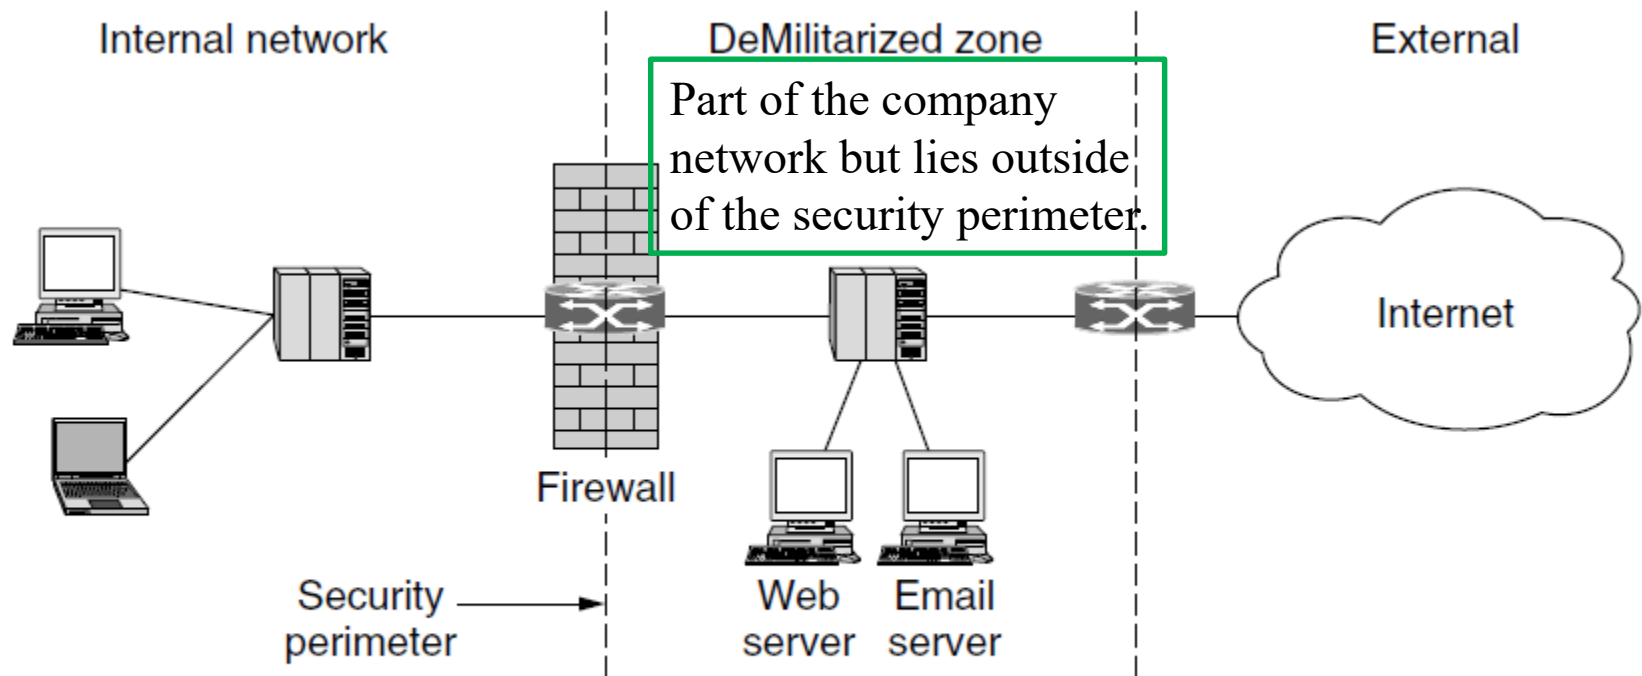 Internal network
DeMilitarized zone
External
Part of the company
network but lies outside
of the security perimeter.
Internet
Firewall
Security
perimeter
Web
server
Email
server